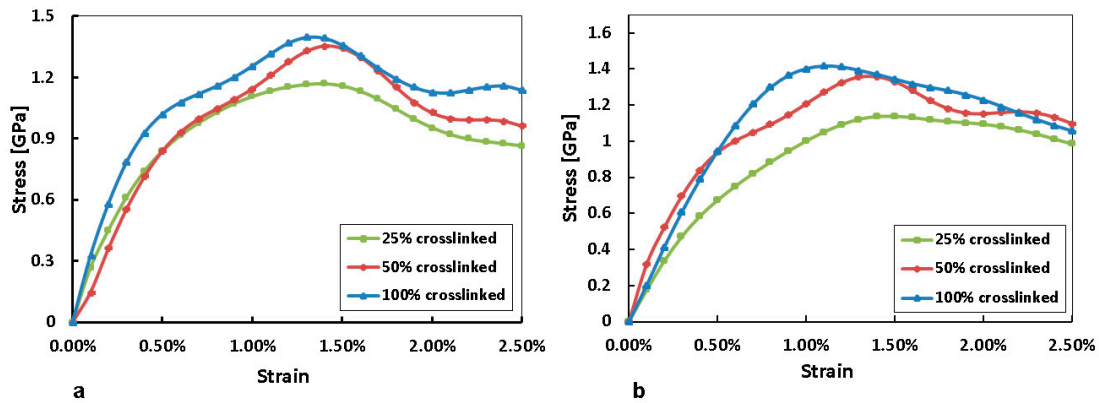 1.5
1.2
0.9
0.6
0.3
0
Stress [GPa]
25% crosslinked
50% crosslinked
100% crosslinked
0.00% 0.50% 1.00% 1.50% 2.00% 2.50%
Strain
a
1.6
1.4
1.2
1
0.8
0.6
0.4
0.2
0
Stress [GPa]
25% crosslinked
50% crosslinked
100% crosslinked
0.00% 0.50% 1.00% 1.50% 2.00% 2.50%
Strain
b